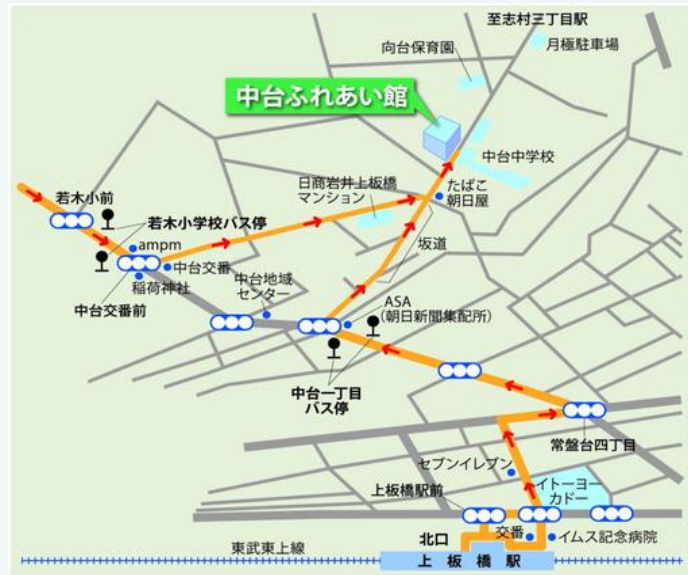 至志村三丁目駅
向台保育園
月極駐車場
中台ふれあい館
中台中学校
日商岩井上板橋
マンション
たばこ
朝日屋
若木小前
若木小学校バス停
坂道
ampm
中台交番
稲荷神社
中台地域
センター
中台交番前
ASA
(朝日新聞集配所)
中台一丁目
バス停
常盤台四丁目
セブンイレブン
イトーヨー
カドー
上板橋駅前
北口
交番
イムス記念病院
東武東上線
上板橋駅